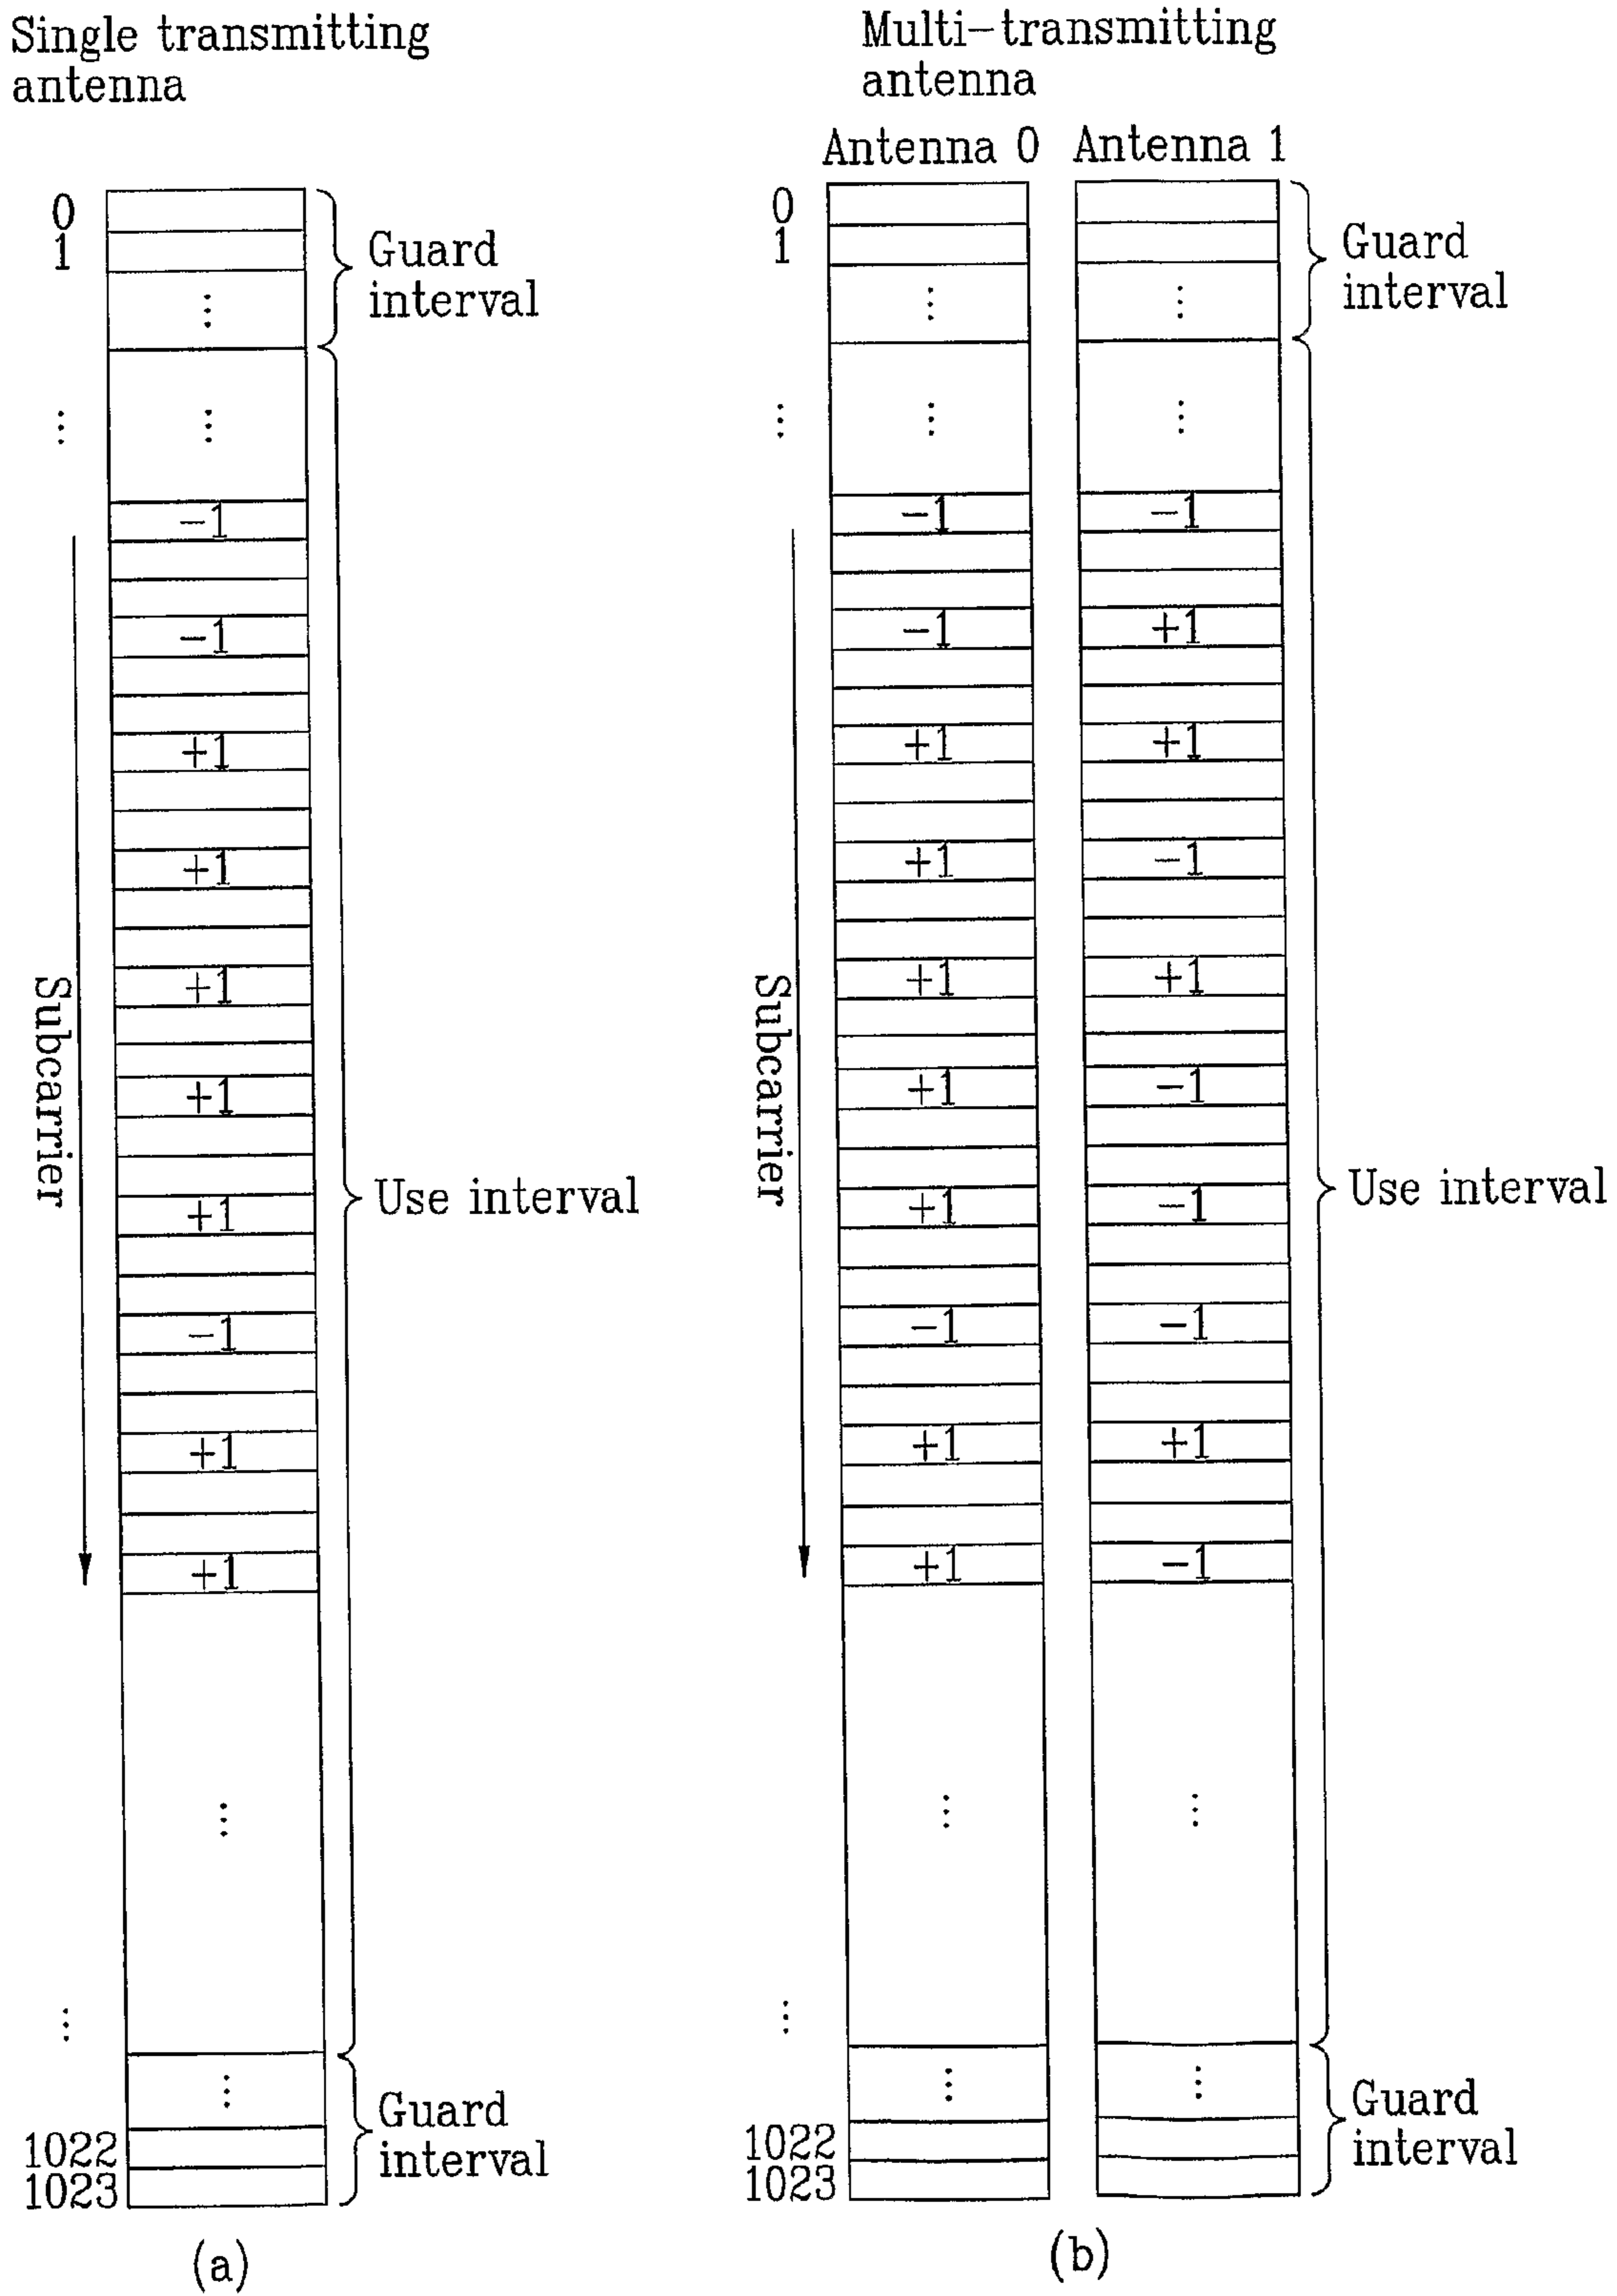 Single transmitting
antenna
0
1
⋮
⋮
⋮
Guard
interval
-1
-1
+1
+1
+1
+1
+1
-1
+1
+1
Subcarrier
Use interval
⋮
⋮
⋮
1022
1023
Guard
interval
(a)
Multi-transmitting
antenna
Antenna 0 Antenna 1
0
1
⋮ ⋮
⋮ ⋮ ⋮
Guard
interval
-1 -1
-1 +1
+1 +1
+1 -1
+1 +1
+1 -1
+1 -1
-1 -1
+1 +1
+1 -1
Subcarrier
Use interval
⋮ ⋮
⋮
⋮ ⋮
1022
1023
Guard
interval
(b)